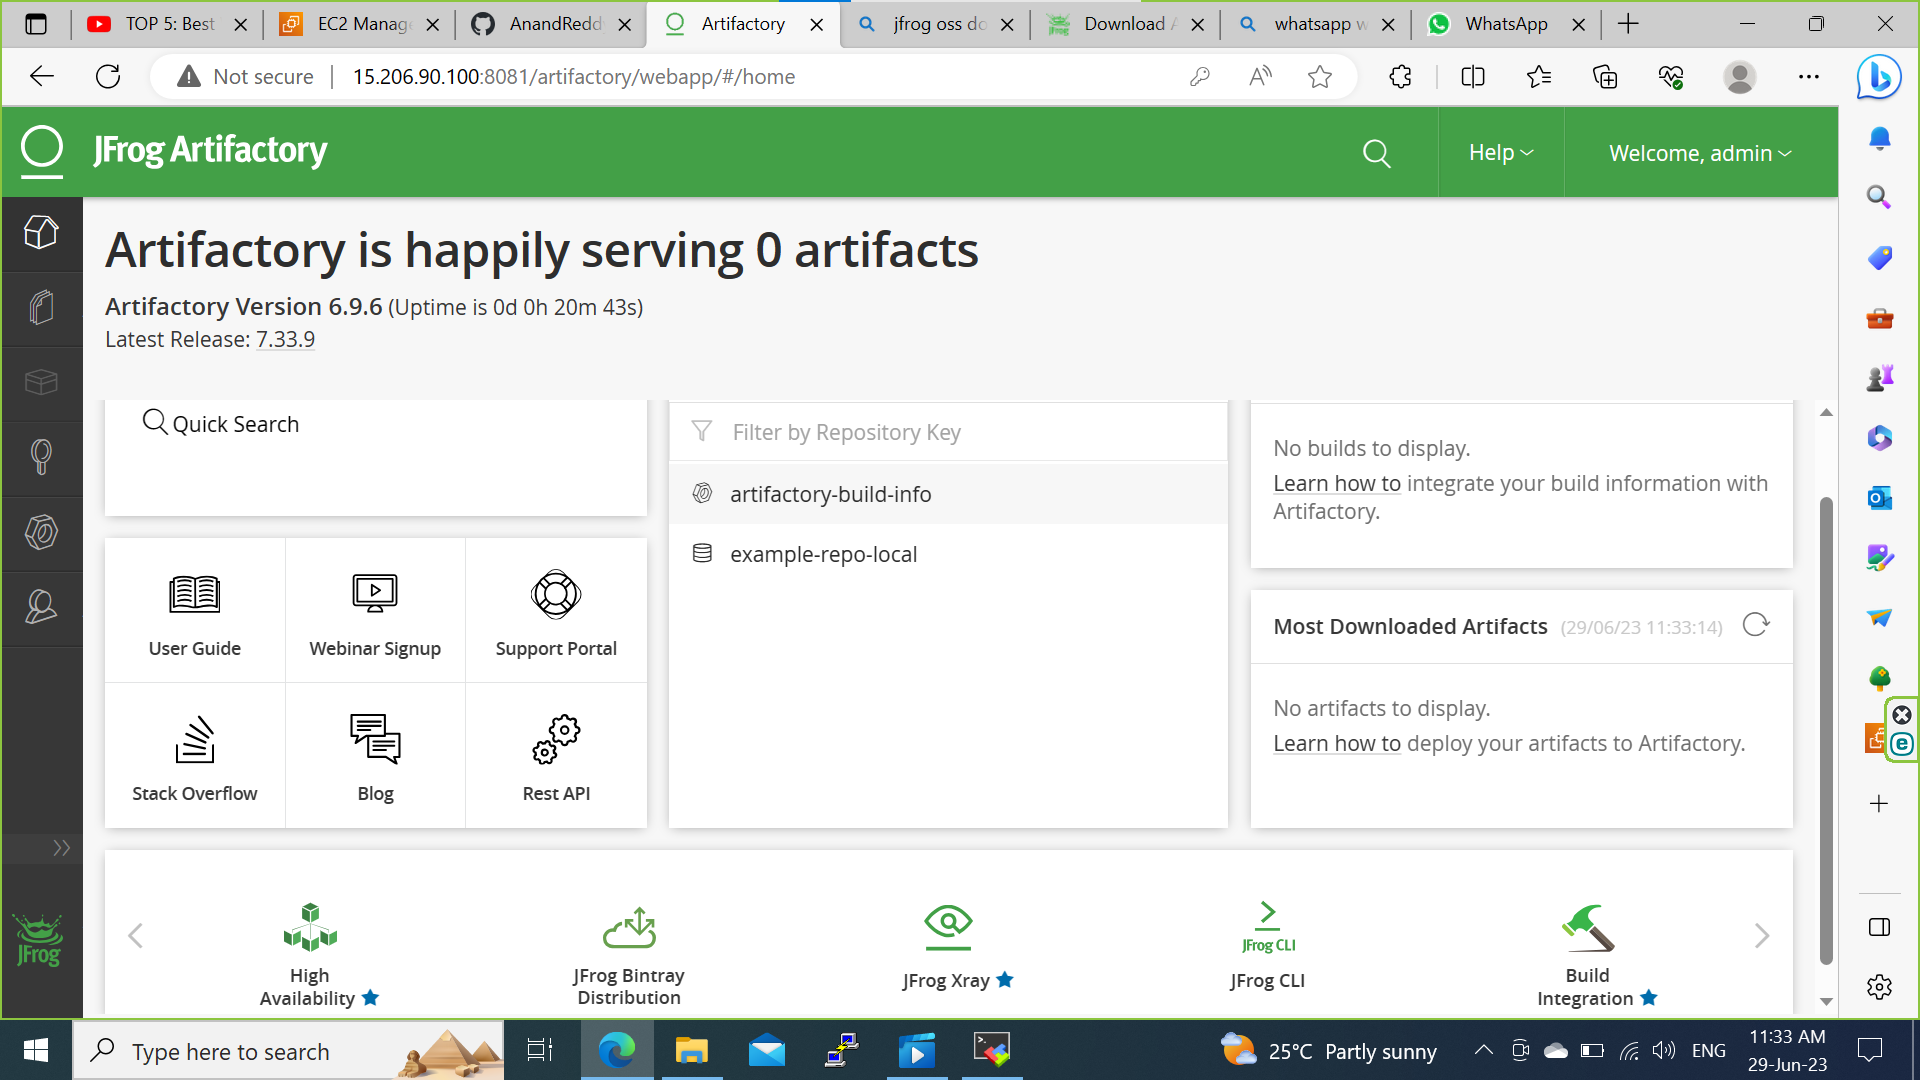 TOP 5: Best
EC2 Manag
AnandRedd
Artifactory
jfrog oss do
Download A
whatsapp w
WhatsApp
Not secure
15.206.90.100:8081/artifactory/webapp/#/home
JFrog Artifactory
Help
Welcome, admin
Artifactory is happily serving 0 artifacts
Artifactory Version 6.9.6 (Uptime is 0d 0h 20m 43s)
Latest Release: 7.33.9
Quick Search
User Guide
Webinar Signup
Support Portal
Stack Overflow
Blog
Rest API
Filter by Repository Key
artifactory-build-info
example-repo-local
No builds to display.
Learn how to integrate your build information with
Artifactory.
Most Downloaded Artifacts (29/06/23 11:33:14)
No artifacts to display.
Learn how to deploy your artifacts to Artifactory.
High
Availability
JFrog Bintray
Distribution
JFrog Xray
JFrog CLI
JFrog CLI
Build
Integration
JFrog
Type here to search
25°C Partly sunny
ENG
11:33 AM
29-Jun-23